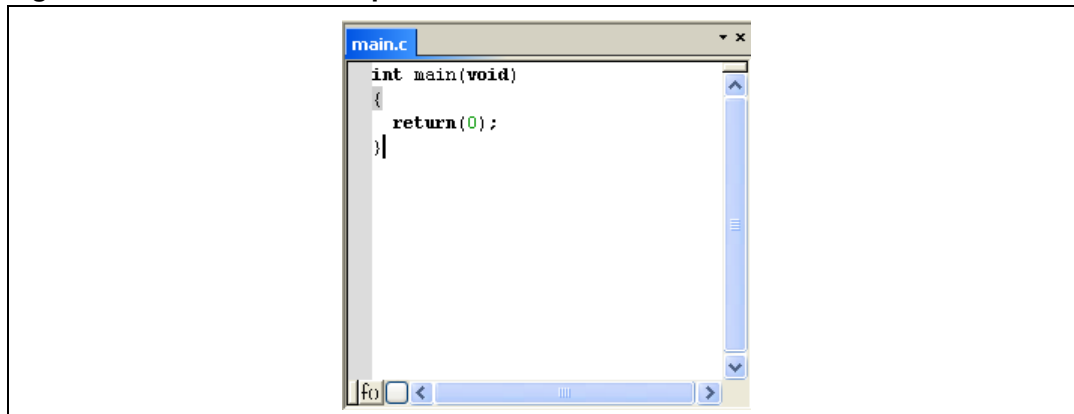 main.c
int main(void)
{
return(0);
}
f()